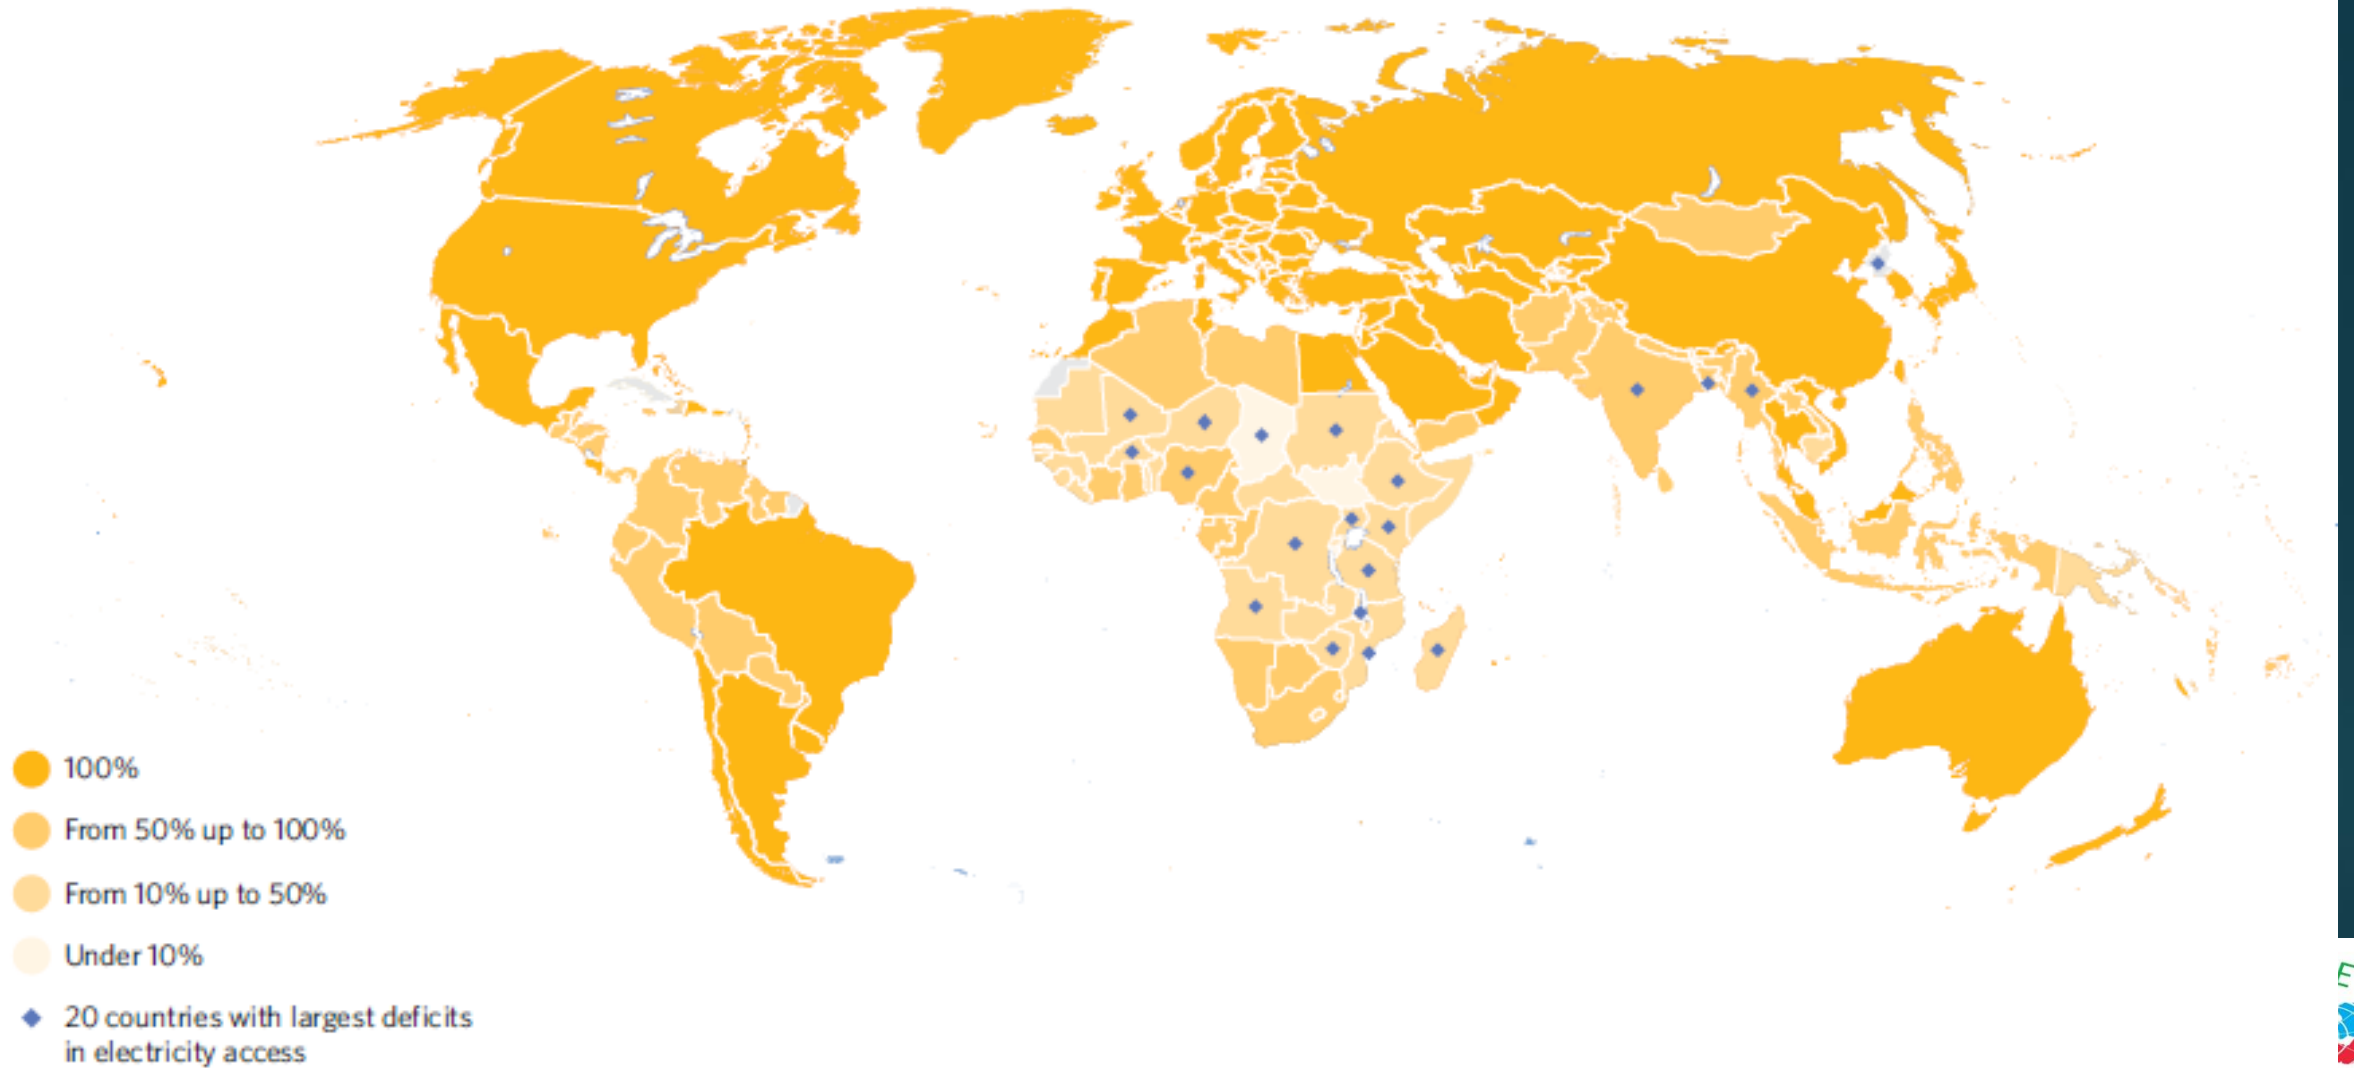 100%
From 50% up to 100%
From 10% up to 50%
Under 10%
20 countries with largest deficits
in electricity access
E